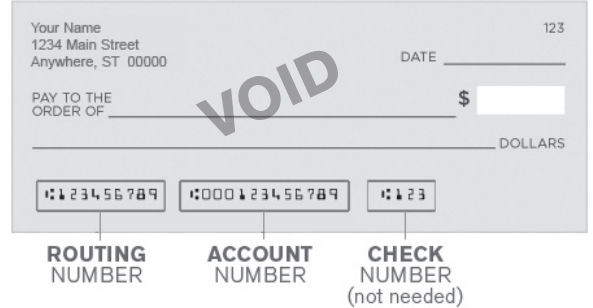 Your Name
123
1234 Main Street
Anywhere, ST 00000
DATE
VOID
PAY TO THE
ORDER OF
$
DOLLARS
⑆123456789
⑆000123456789
⑆123
ROUTING
NUMBER
ACCOUNT
NUMBER
CHECK
NUMBER
(not needed)